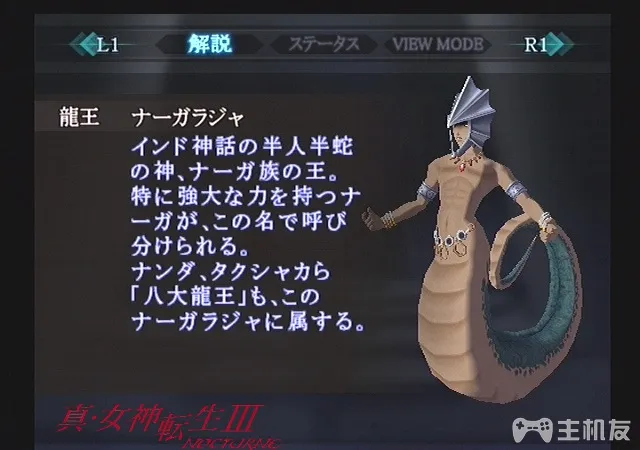 L1 解説 ステータス VIEW MODE R1
龍王 ナーガラジャ
インド神話の半人半蛇
の神、ナーガ族の王。
特に強大な力を持つナ
ーガが、この名で呼び
分けられる。
ナンダ、タクシャカら
「八大龍王」も、この
ナーガラジャに属する。
真・女神転生III
NOCTURNE
主机友